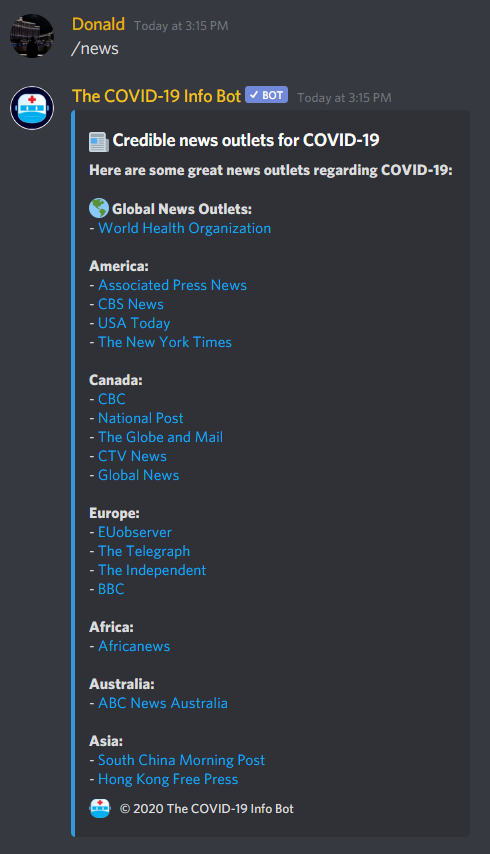 Donald Today at 3:15 PM
/news
The COVID-19 Info Bot ✓ BOT Today at 3:15 PM
Credible news outlets for COVID-19
Here are some great news outlets regarding COVID-19:
Global News Outlets:
- World Health Organization
America:
- Associated Press News
- CBS News
- USA Today
- The New York Times
Canada:
- CBC
- National Post
- The Globe and Mail
- CTV News
- Global News
Europe:
- EUobserver
- The Telegraph
- The Independent
- BBC
Africa:
- Africanews
Australia:
- ABC News Australia
Asia:
- South China Morning Post
- Hong Kong Free Press
© 2020 The COVID-19 Info Bot